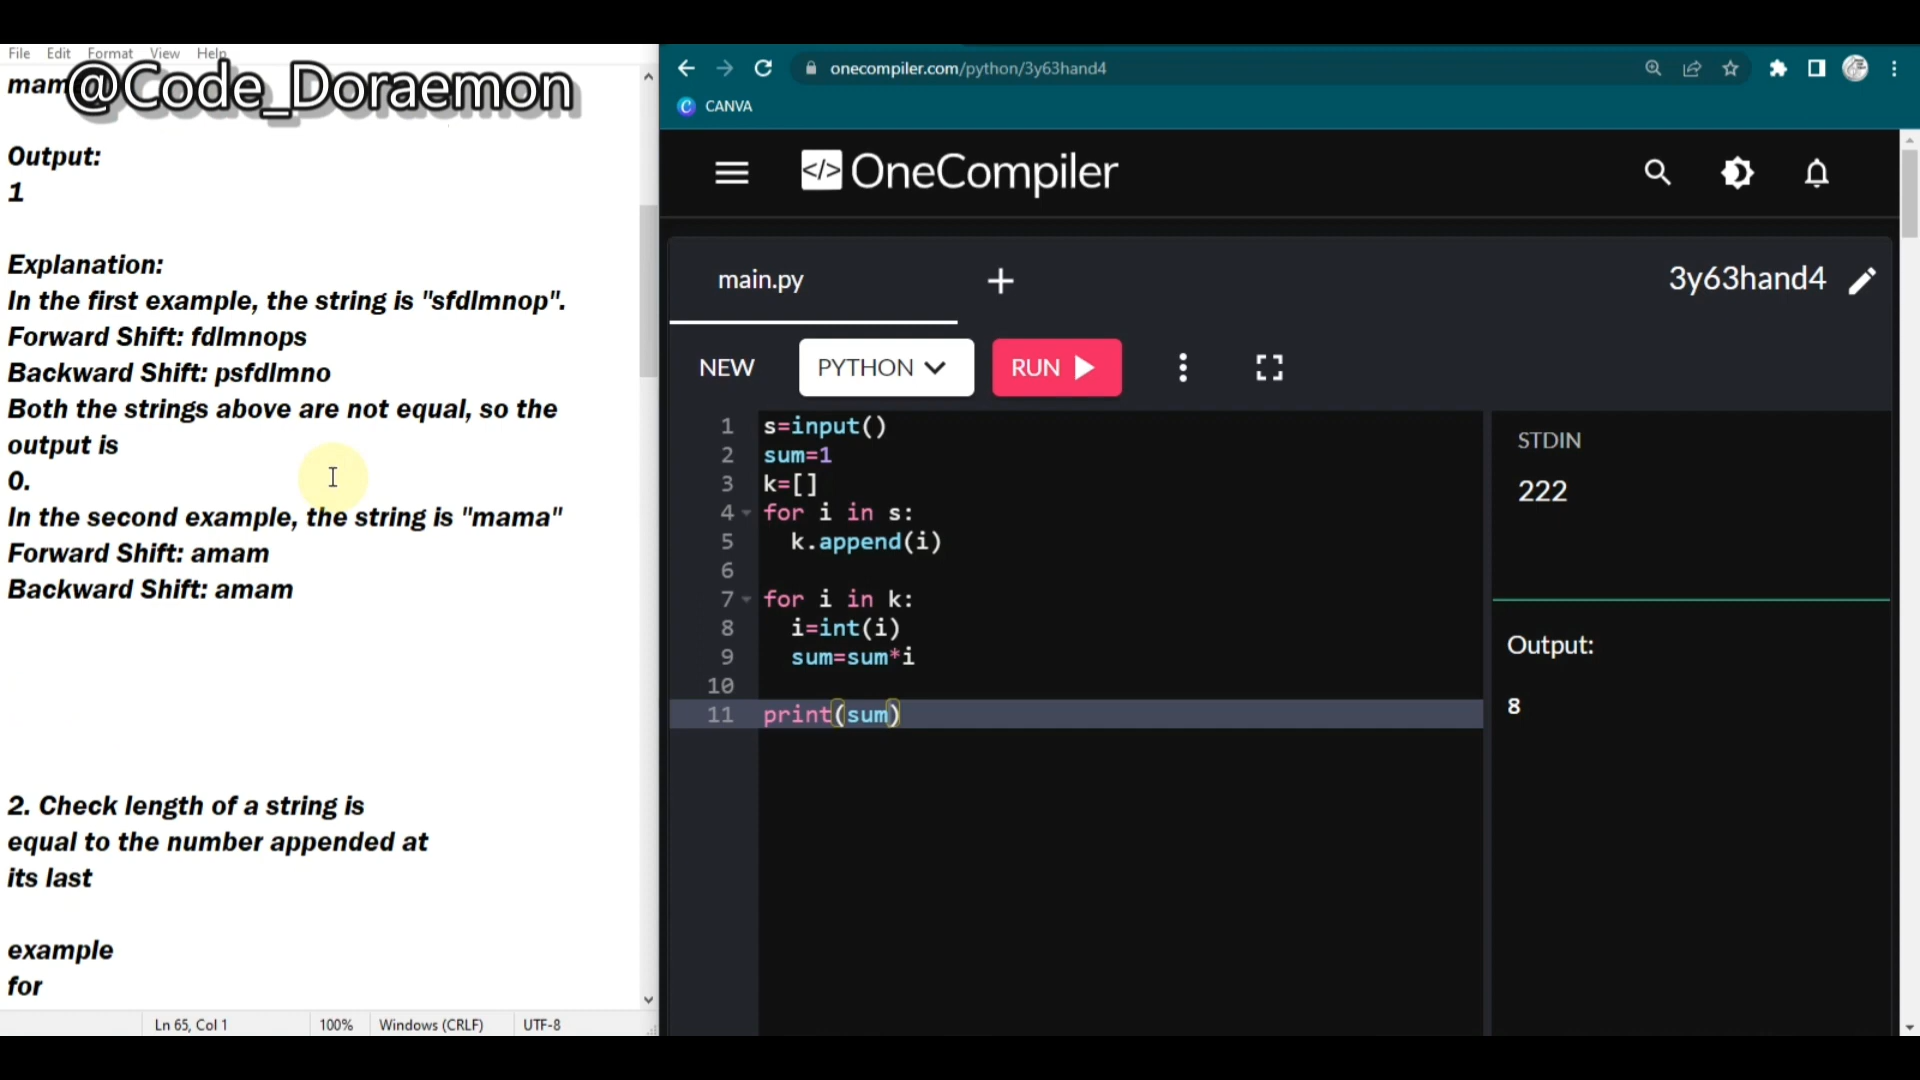 File Edit Format View Help
mam
@Code_Doraemon
Output:
1
Explanation:
In the first example, the string is "sfdlmnop".
Forward Shift: fdlmnops
Backward Shift: psfdlmno
Both the strings above are not equal, so the
output is
0.
In the second example, the string is "mama"
Forward Shift: amam
Backward Shift: amam
2. Check length of a string is
equal to the number appended at
its last
example
for
Ln 65, Col 1 100% Windows (CRLF) UTF-8
onecompiler.com/python/3y63hand4
C CANVA
</> OneCompiler
main.py + 3y63hand4
NEW PYTHON RUN
1 s=input()
2 sum=1
3 k=[]
4 for i in s:
5 k.append(i)
6
7 for i in k:
8 i=int(i)
9 sum=sum*i
10
11 print(sum)
STDIN
222
Output:
8